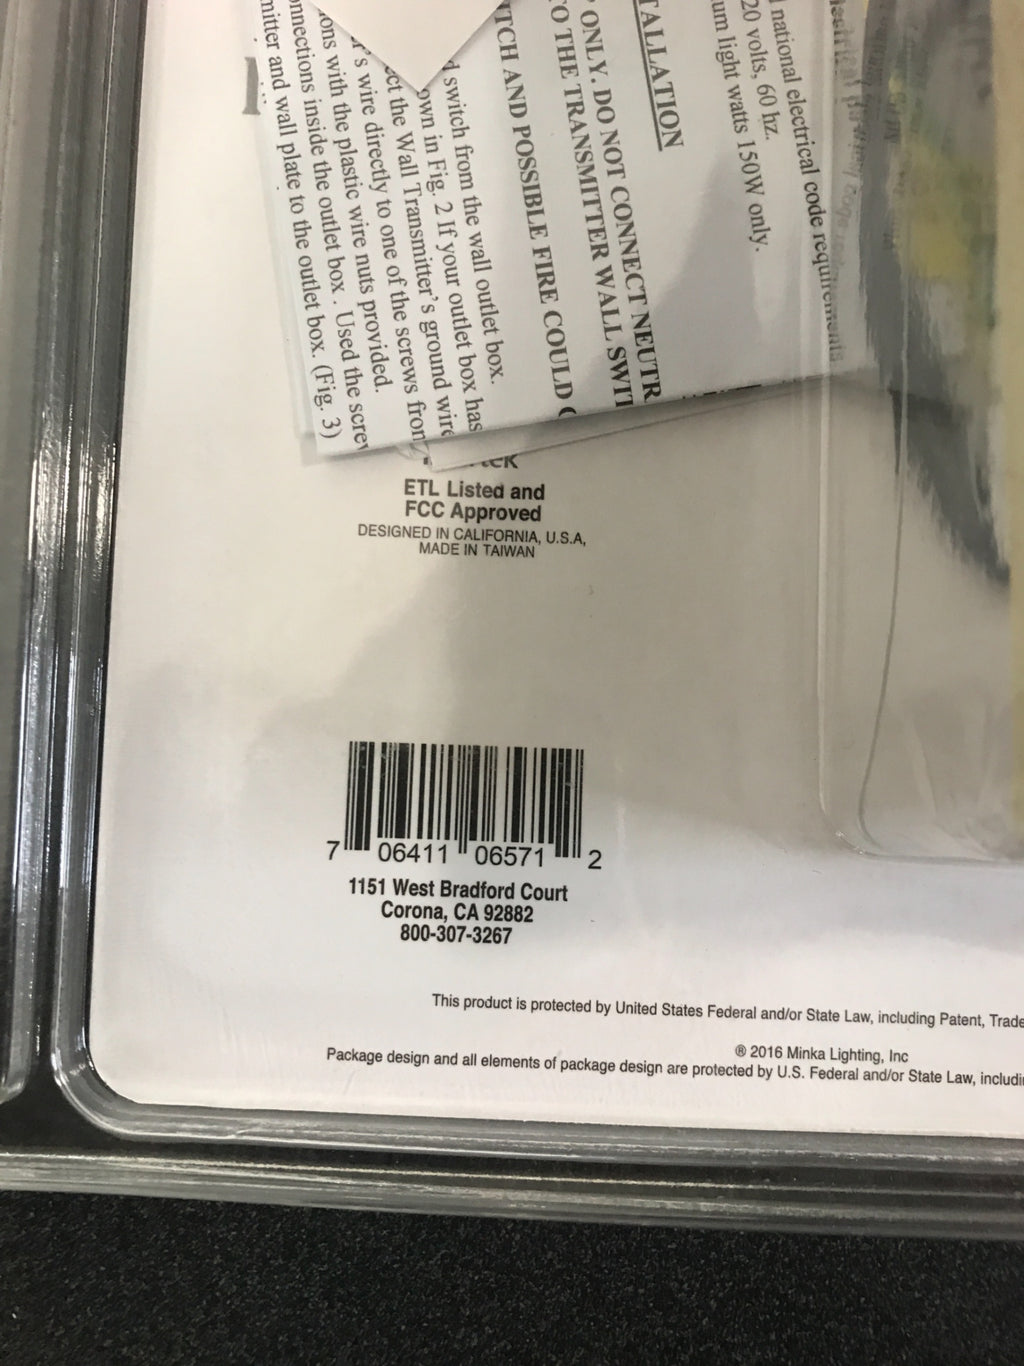 national electrical code requirements
20 volts, 60 hz.
um light watts 150W only.
TALLATION
ONLY. DO NOT CONNECT NEUTR
O THE TRANSMITTER WALL SWIT
ITCH AND POSSIBLE FIRE COULD
d switch from the wall outlet box.
own in Fig. 2 If your outlet box has
ct the Wall Transmitter's ground wire
r's wire directly to one of the screws from
ions with the plastic wire nuts provided.
onnections inside the outlet box . Used the screw
mitter and wall plate to the outlet box. (Fig. 3)
ETL Listed and
FCC Approved
DESIGNED IN CALIFORNIA, U.S.A,
MADE IN TAIWAN
7 06411 06571 2
1151 West Bradford Court
Corona, CA 92882
800-307-3267
This product is protected by United States Federal and/or State Law, including Patent, Trade
® 2016 Minka Lighting, Inc
Package design and all elements of package design are protected by U.S. Federal and/or State Law, includi